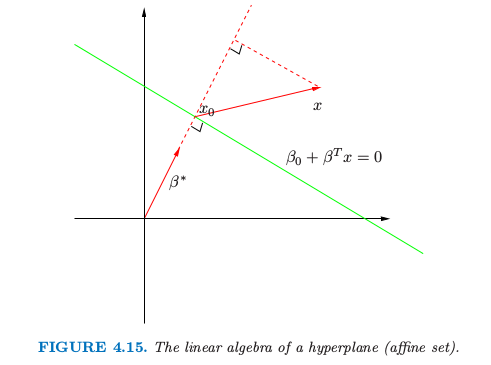 x₀
x
β₀ + βᵀx = 0
β*
FIGURE 4.15. The linear algebra of a hyperplane (affine set).